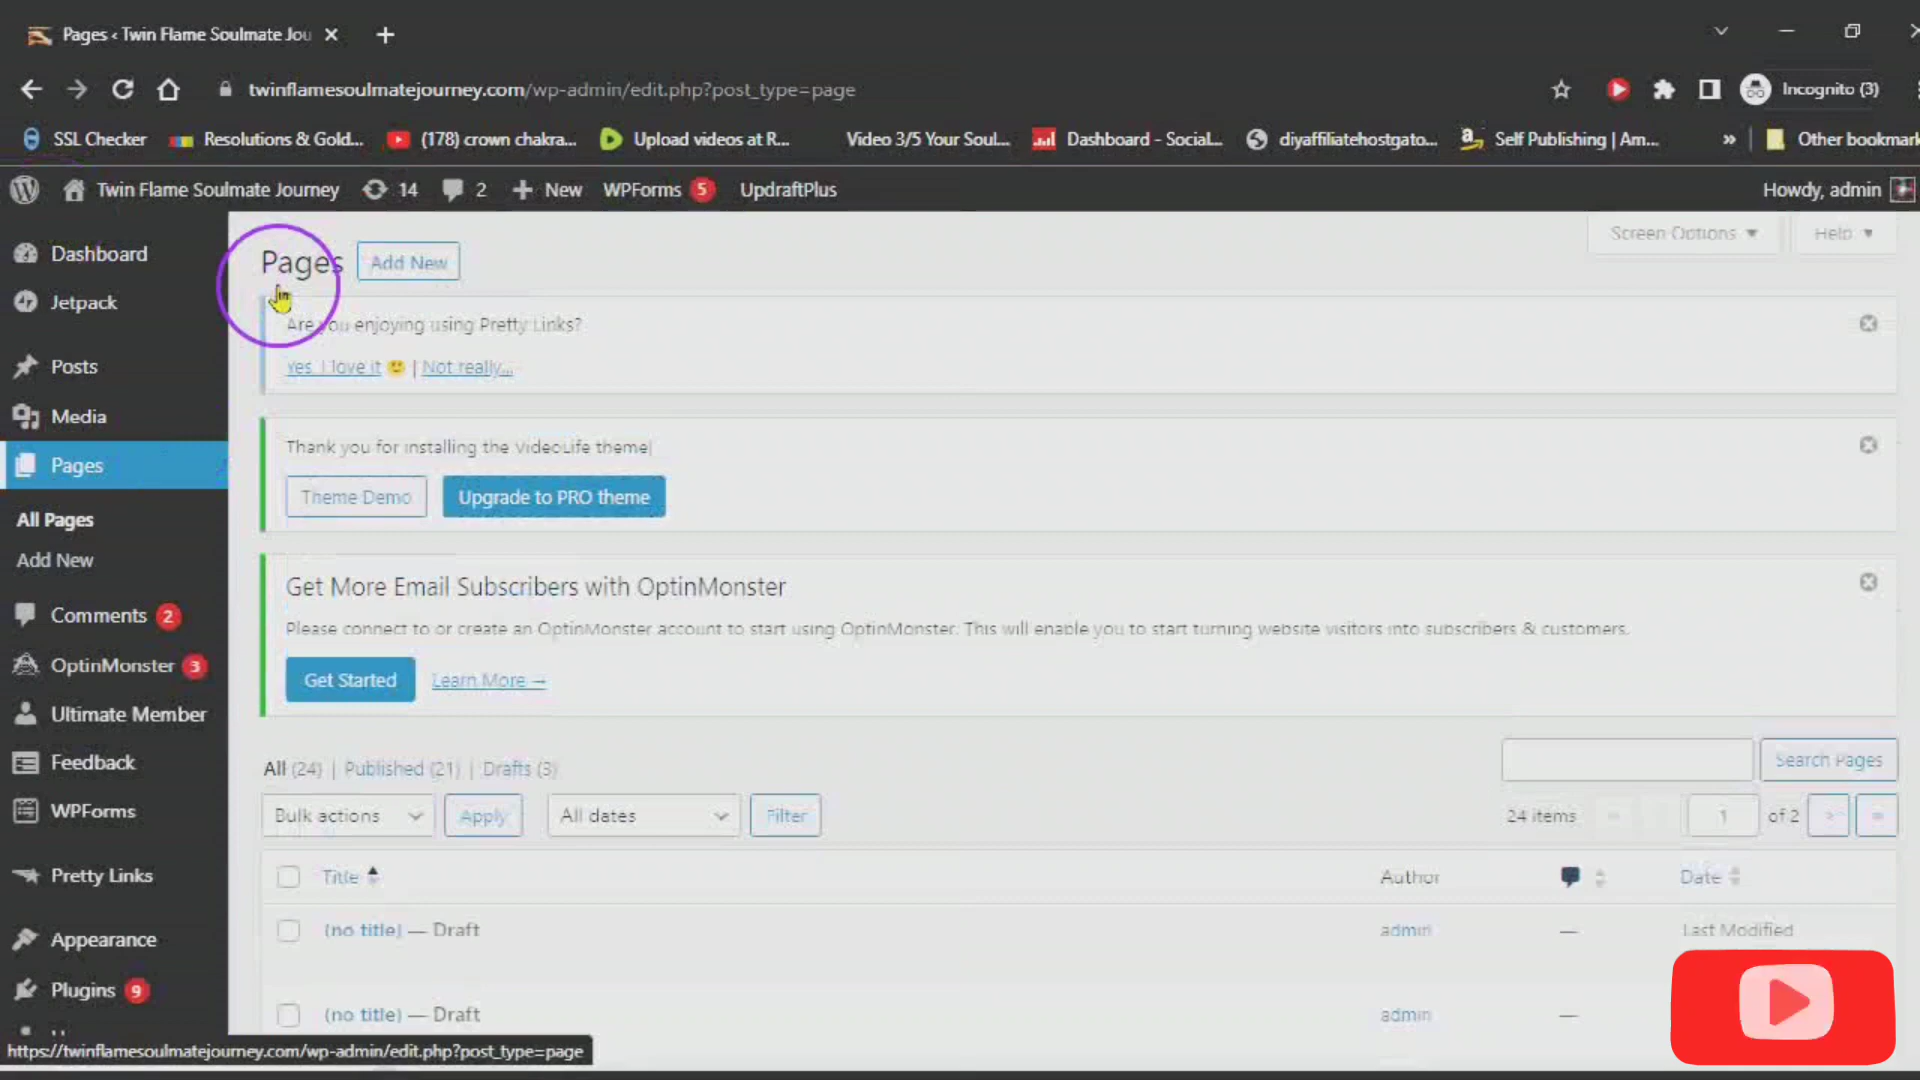 Pages ‹ Twin Flame Soulmate Jou
twinflamesoulmatejourney.com/wp-admin/edit.php?post_type=page
Incognito (3)
SSL Checker
Resolutions & Gold...
(178) crown chakra...
Upload videos at R...
Video 3/5 Your Soul...
Dashboard - Social...
diyaffiliatehostgato...
Self Publishing | Am...
»
Other bookmark
Twin Flame Soulmate Journey
14
2
+ New
WPForms 5
UpdraftPlus
Howdy, admin
Dashboard
Jetpack
Posts
Media
Pages
All Pages
Add New
Comments 2
OptinMonster 3
Ultimate Member
Feedback
WPForms
Pretty Links
Appearance
Plugins 9
Pages
Add New
Screen Options
Help
Are you enjoying using Pretty Links?
Yes, I love it | Not really...
Thank you for installing the VideoLife theme!
Theme Demo
Upgrade to PRO theme
Get More Email Subscribers with OptinMonster
Please connect to or create an OptinMonster account to start using OptinMonster. This will enable you to start turning website visitors into subscribers & customers.
Get Started
Learn More →
All (24) | Published (21) | Drafts (3)
Search Pages
Bulk actions
Apply
All dates
Filter
24 items
1
of 2
Title
Author
Date
(no title) — Draft
admin
—
Last Modified
(no title) — Draft
admin
—
https://twinflamesoulmatejourney.com/wp-admin/edit.php?post_type=page